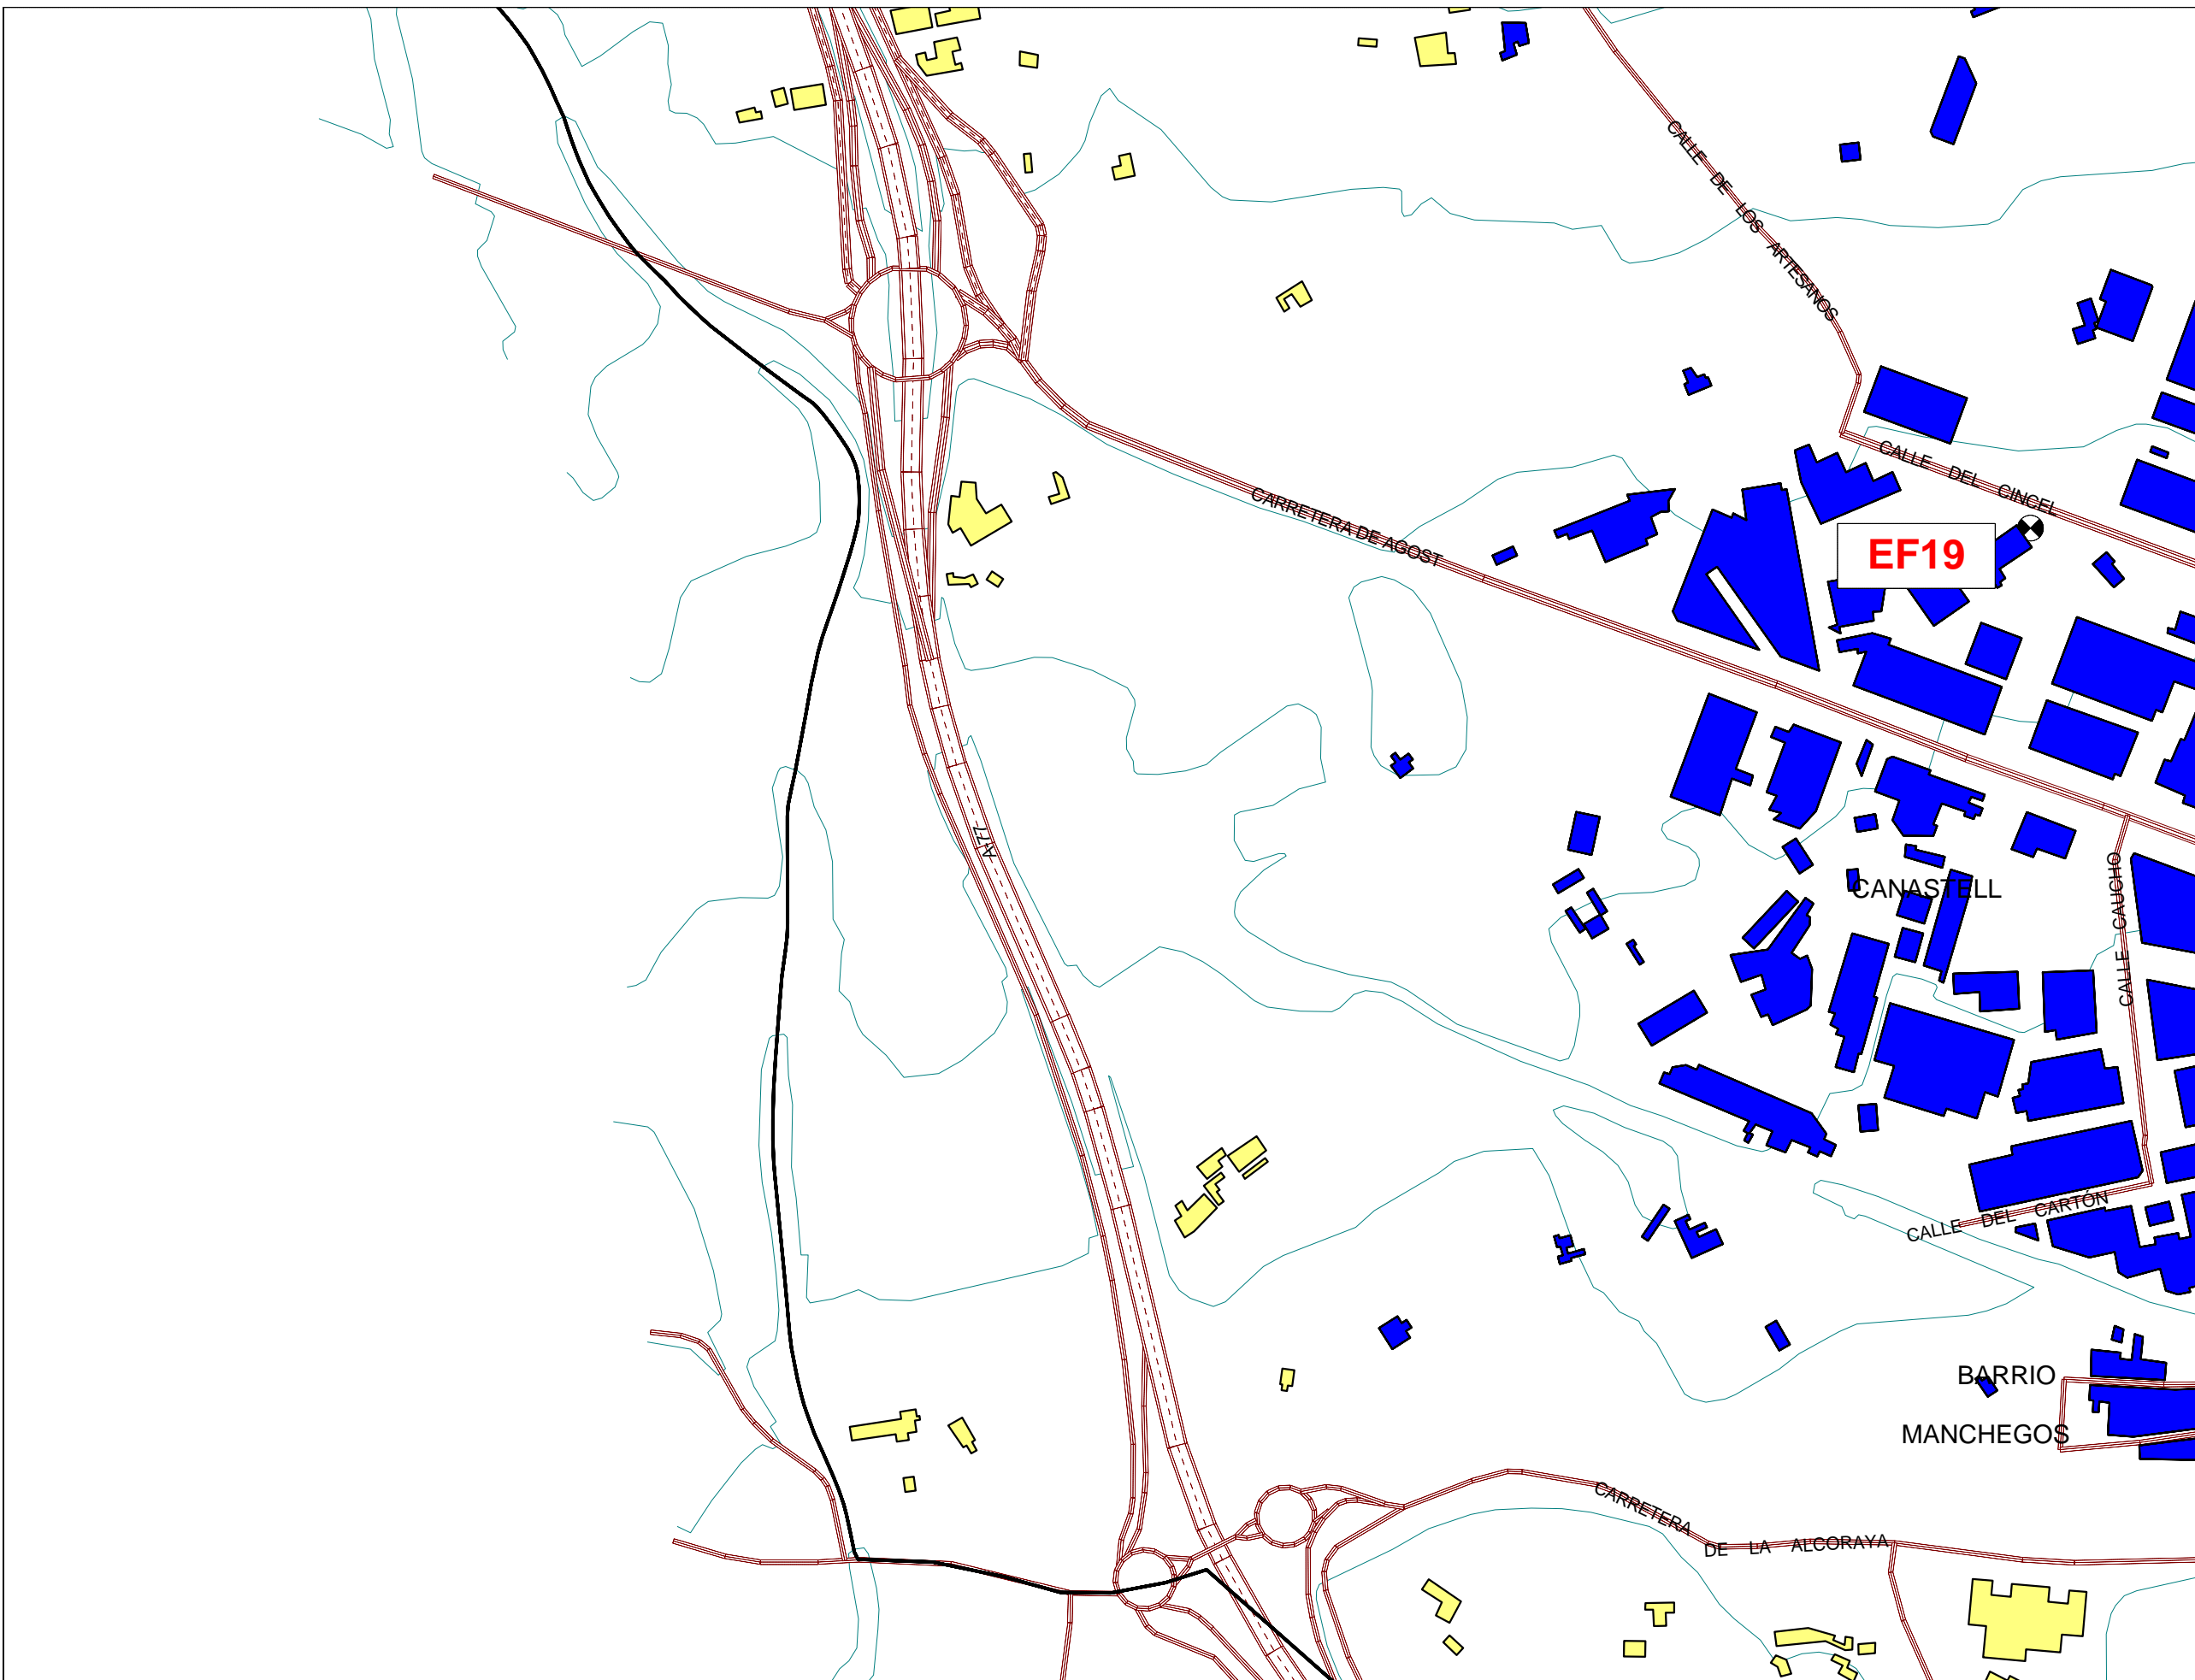 CALLE DE LOS ARTESANOS
CALLE DEL CINCEL
CARRETERA DE AGOST
EF19
A-77
CANASTELL
CALLE CAUCHO
CALLE DEL CARTÓN
BARRIO
MANCHEGOS
CARRETERA
DE LA ALCORAYA